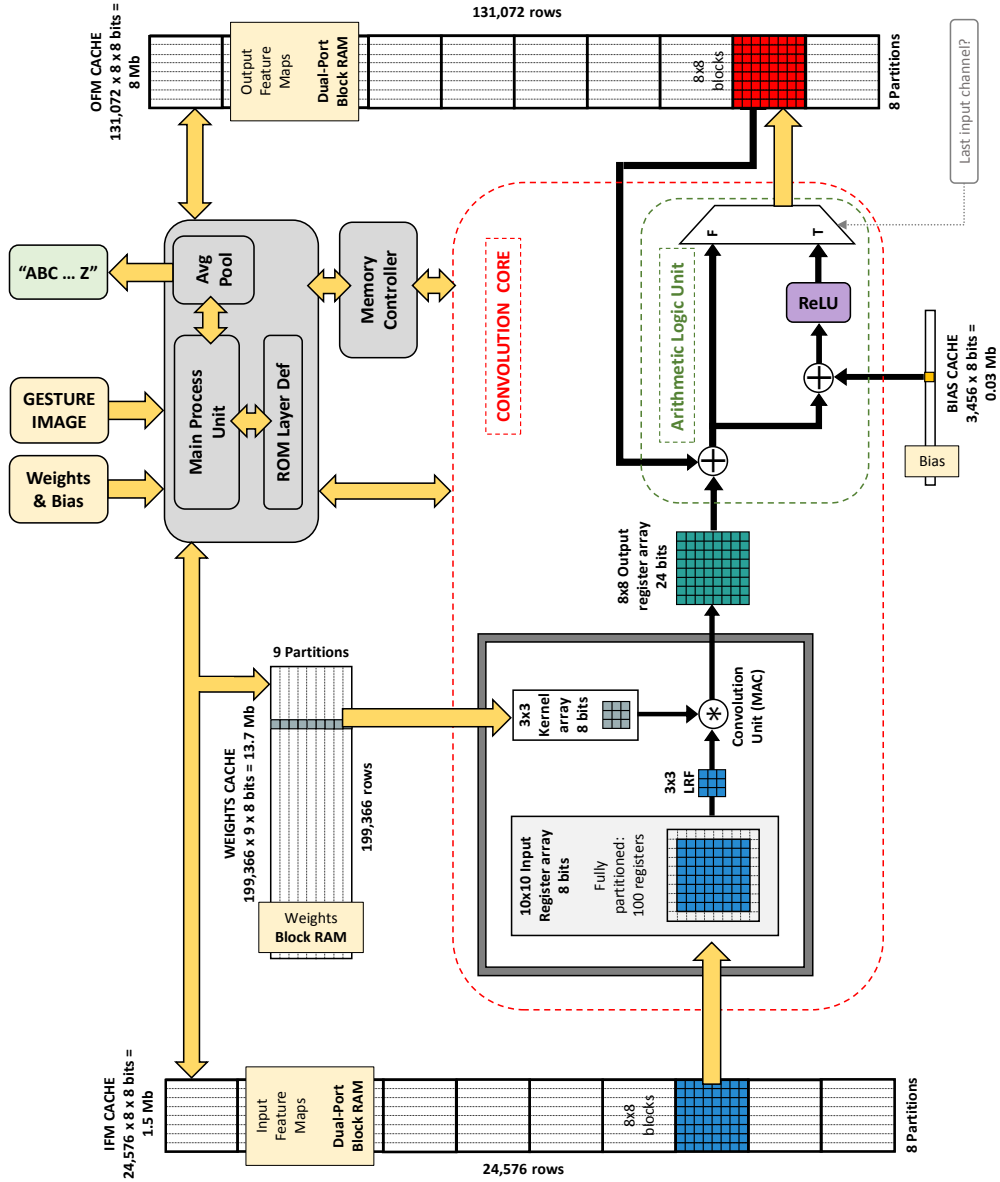 131,072 rows
OFM CACHE
131,072 x 8 x 8 bits =
8 Mb
Output
Feature
Maps
Dual-Port
Block RAM
8x8
blocks
8 Partitions
"ABC ... Z"
GESTURE
IMAGE
Weights
& Bias
Avg
Pool
Main Process
Unit
ROM Layer Def
Memory
Controller
CONVOLUTION CORE
Arithmetic Logic Unit
F
T
ReLU
Last input channel?
BIAS CACHE
3,456 x 8 bits =
0.03 Mb
Bias
8x8 Output
register array
24 bits
9 Partitions
WEIGHTS CACHE
199,366 x 9 x 8 bits = 13.7 Mb
199,366 rows
Weights
Block RAM
3x3
Kernel
array
8 bits
Convolution
Unit (MAC)
3x3
LRF
10x10 Input
Register array
8 bits
Fully
partitioned:
100 registers
IFM CACHE
24,576 x 8 x 8 bits =
1.5 Mb
Input
Feature
Maps
Dual-Port
Block RAM
8x8
blocks
8 Partitions
24,576 rows